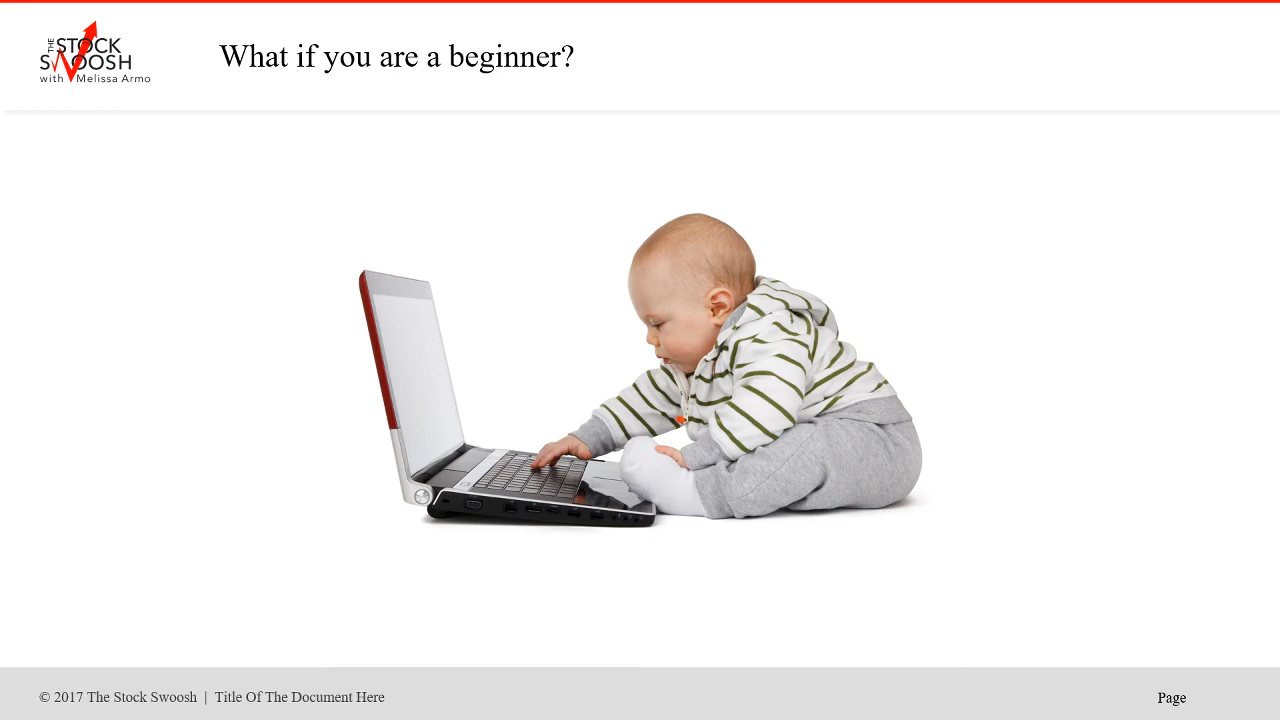 THE STOCK
SWOOSH
with Melissa Armo
What if you are a beginner?
© 2017 The Stock Swoosh | Title Of The Document Here
Page